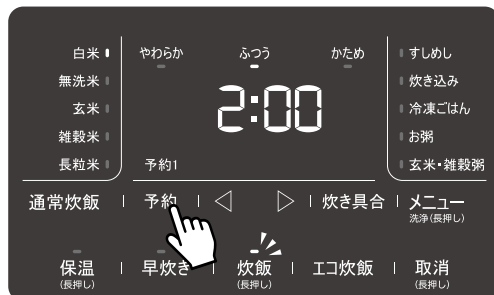 白米 やわらか ふつう かため すしめし
無洗米 炊き込み
玄米 2:00 冷凍ごはん
雑穀米 お粥
長粒米 予約1 玄米・雑穀粥
通常炊飯 予約 炊き具合 メニュー
洗浄(長押し)
保温 早炊き 炊飯 エコ炊飯 取消
(長押し) (長押し) (長押し)